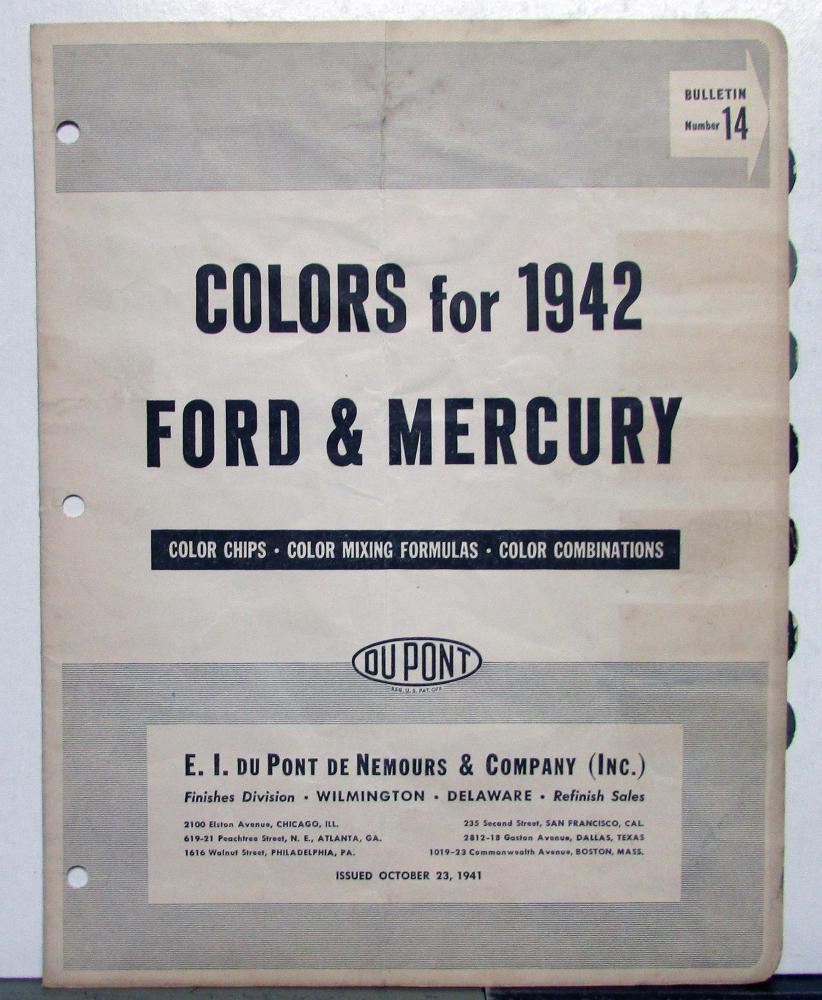 BULLETIN
Number 14
COLORS for 1942
FORD & MERCURY
COLOR CHIPS • COLOR MIXING FORMULAS • COLOR COMBINATIONS
DU PONT
REG. U. S. PAT. OFF.
E. I. DU PONT DE NEMOURS & COMPANY (INC.)
Finishes Division • WILMINGTON • DELAWARE • Refinish Sales
2100 Elston Avenue, CHICAGO, ILL. 235 Second Street, SAN FRANCISCO, CAL.
619-21 Peachtree Street, N. E., ATLANTA, GA. 2812-18 Gaston Avenue, DALLAS, TEXAS
1616 Walnut Street, PHILADELPHIA, PA. 1019-23 Commonwealth Avenue, BOSTON, MASS.
ISSUED OCTOBER 23, 1941